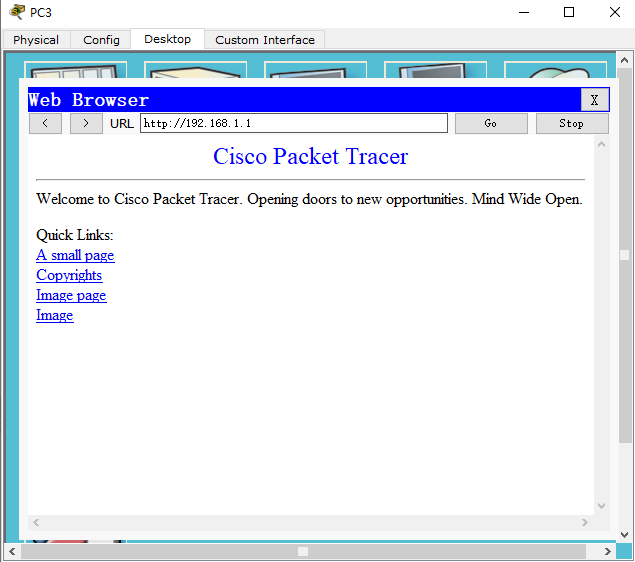 PC3
Physical Config Desktop Custom Interface
Web Browser X
< > URL http://192.168.1.1 Go Stop
Cisco Packet Tracer
Welcome to Cisco Packet Tracer. Opening doors to new opportunities. Mind Wide Open.
Quick Links:
A small page
Copyrights
Image page
Image